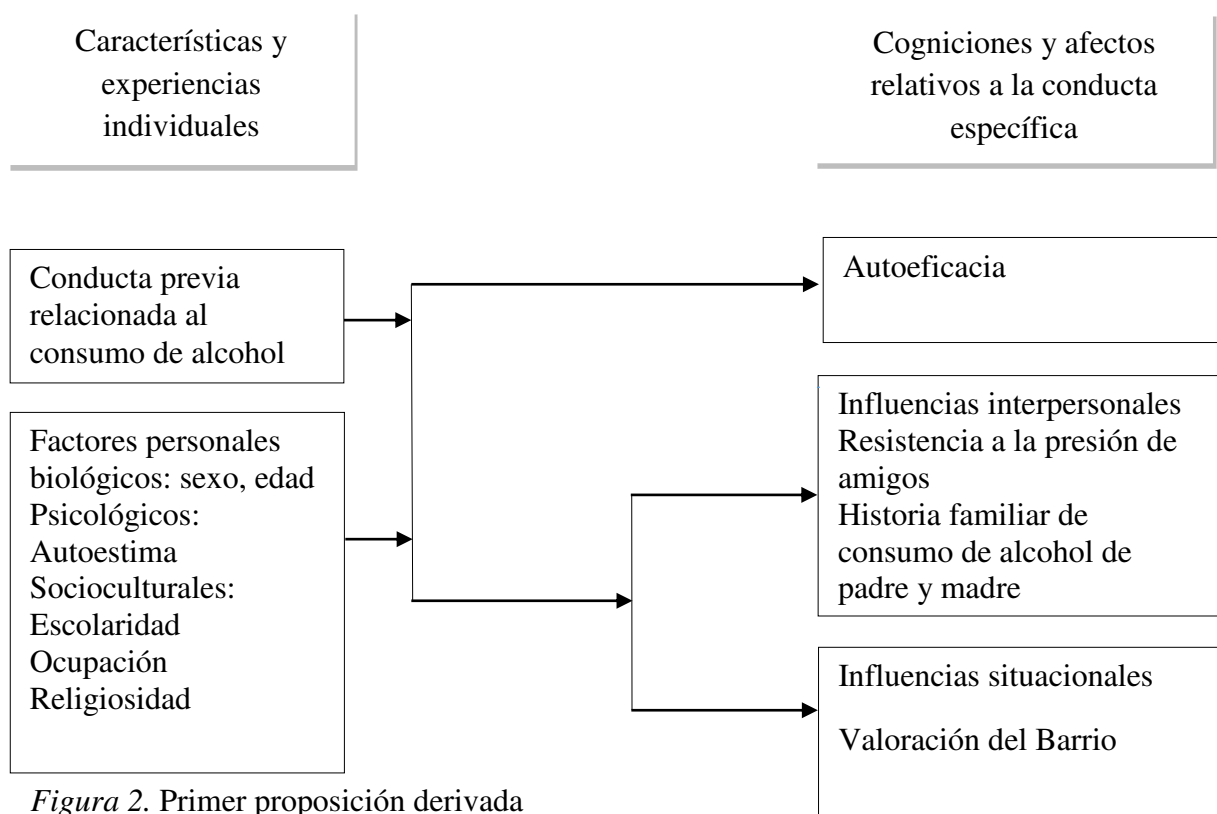 Características y
experiencias
individuales
Cogniciones y afectos
relativos a la conducta
específica
Conducta previa
relacionada al
consumo de alcohol
Factores personales
biológicos: sexo, edad
Psicológicos:
Autoestima
Socioculturales:
Escolaridad
Ocupación
Religiosidad
Autoeficacia
Influencias interpersonales
Resistencia a la presión de
amigos
Historia familiar de
consumo de alcohol de
padre y madre
Influencias situacionales
Valoración del Barrio
Figura 2. Primer proposición derivada